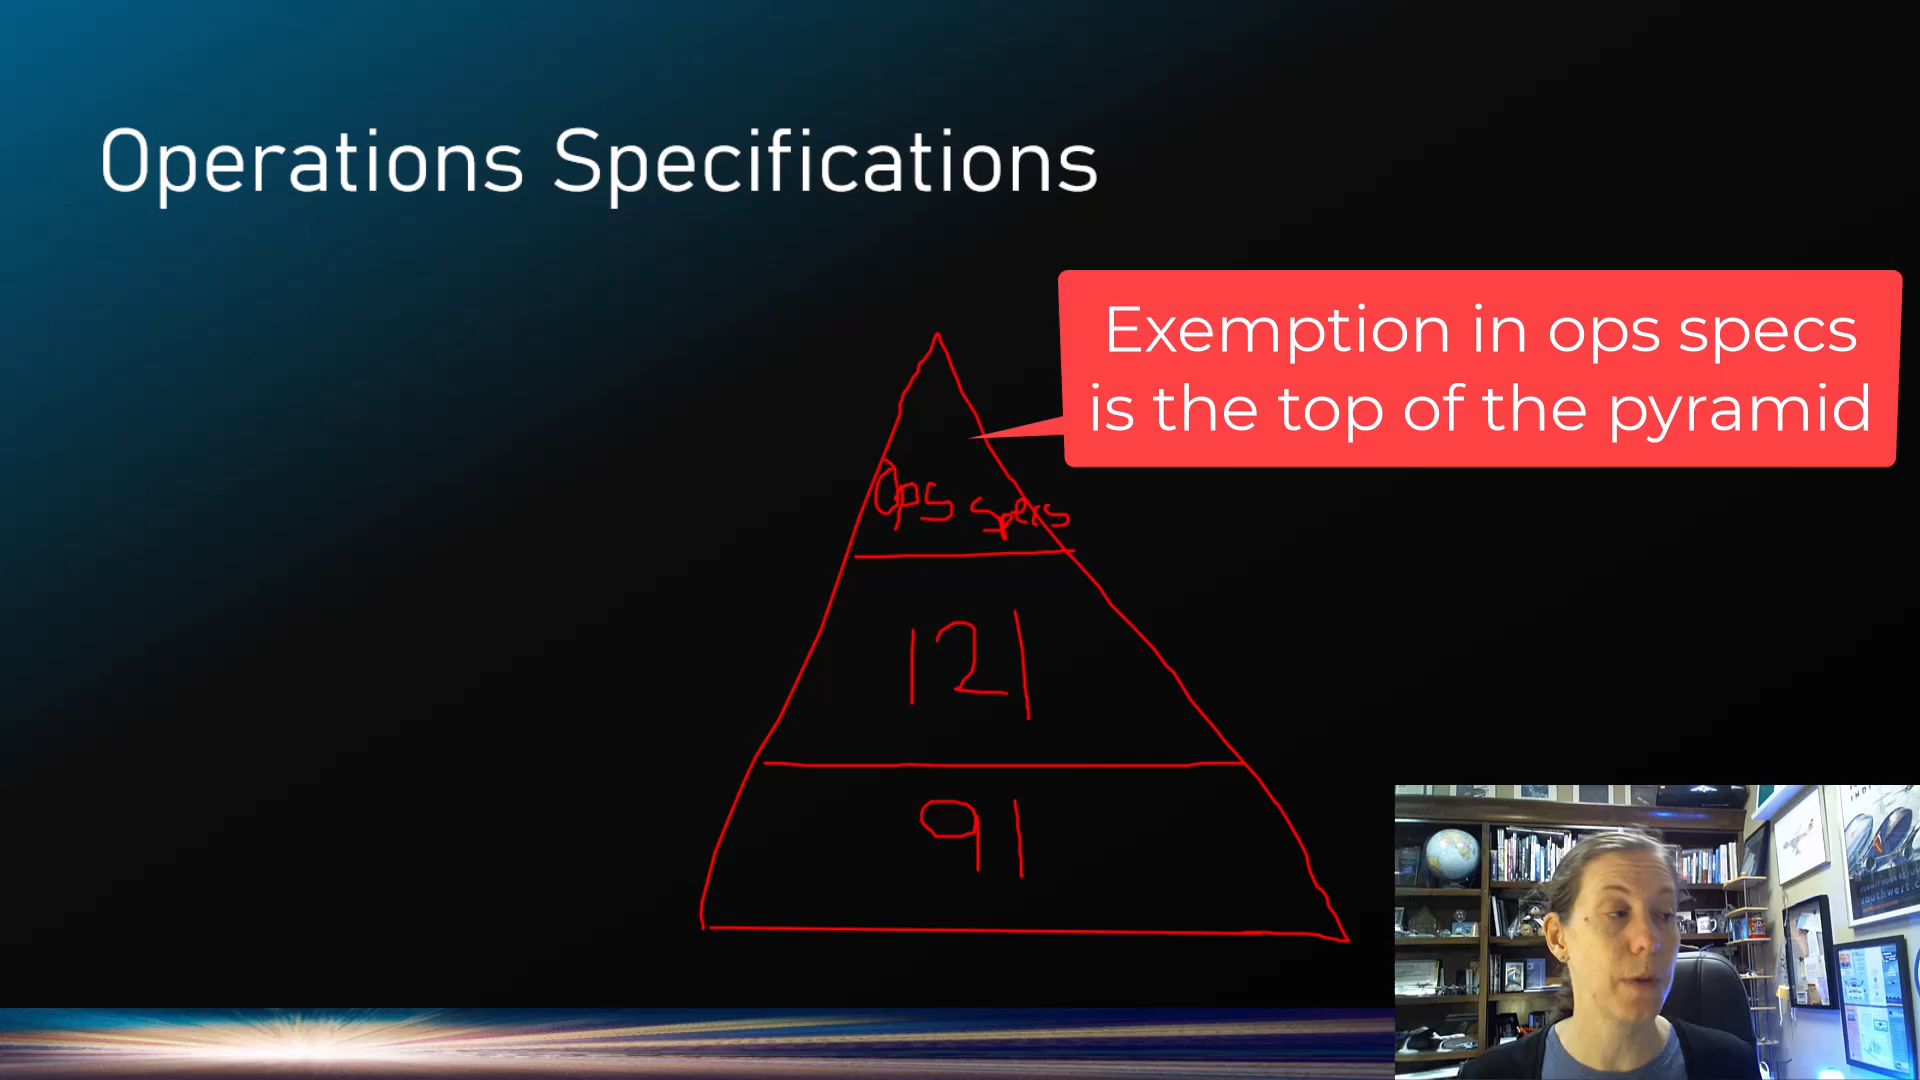 Operations Specifications
Exemption in ops specs
is the top of the pyramid
Ops specs
121
91